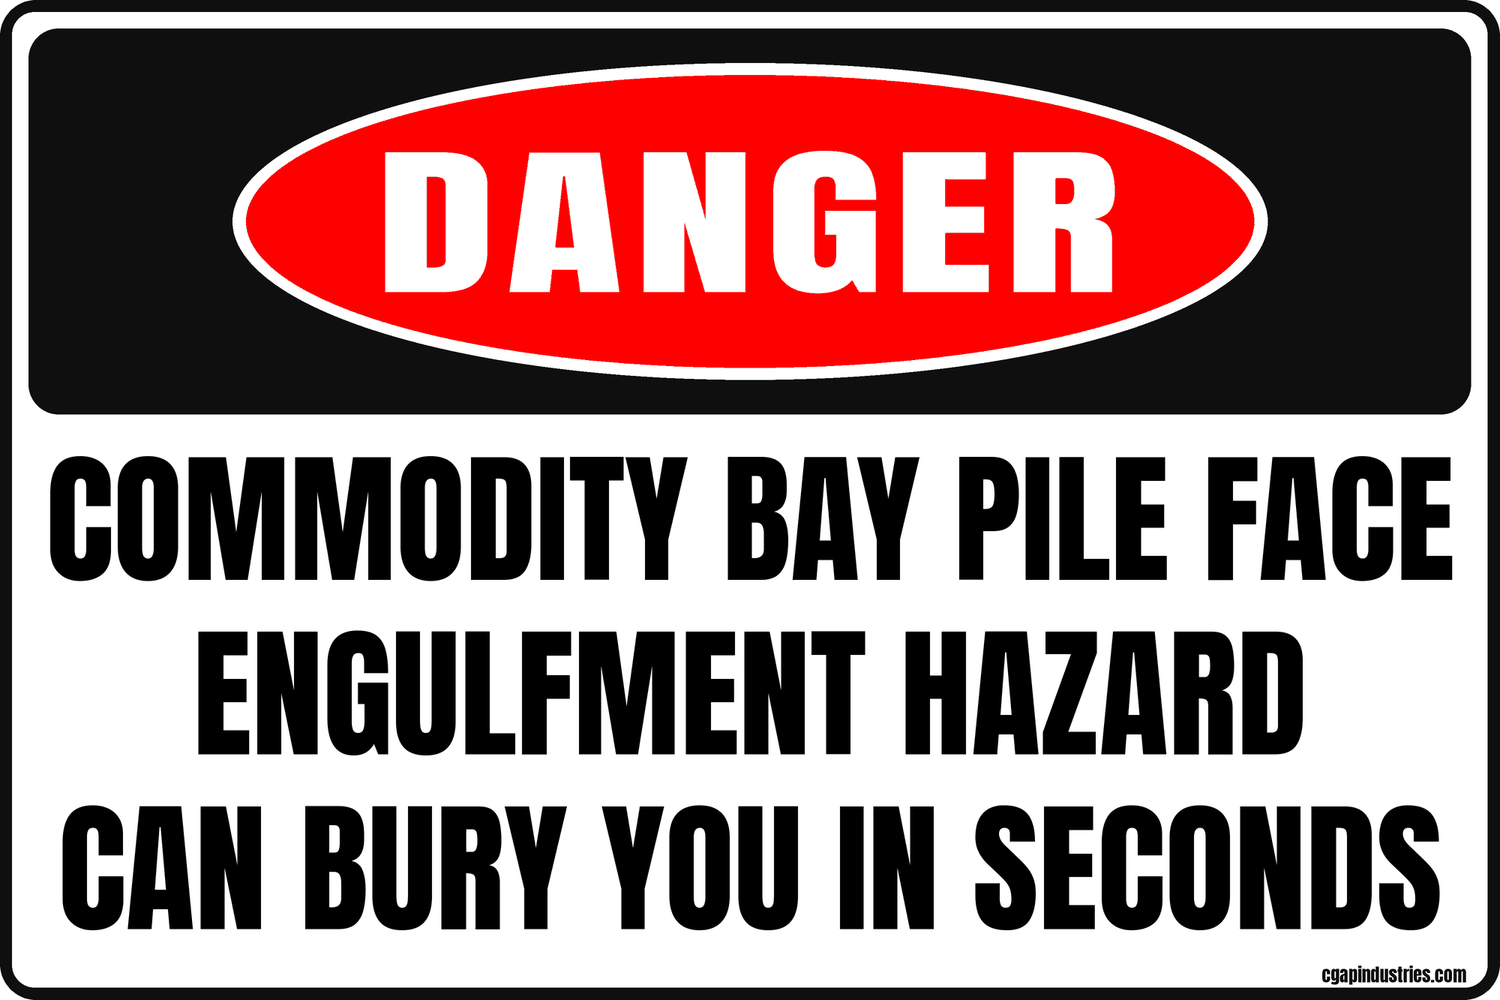 DANGER
COMMODITY BAY PILE FACE
ENGULFMENT HAZARD
CAN BURY YOU IN SECONDS
cgapindustries.com